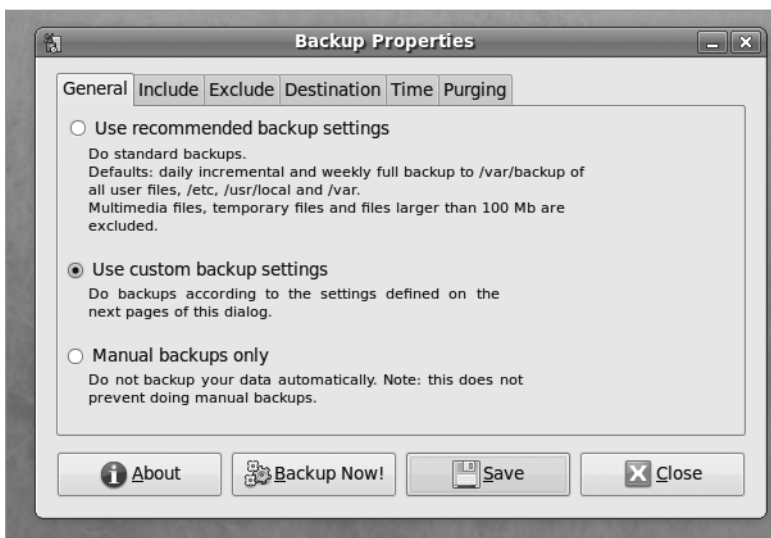 Backup Properties
General Include Exclude Destination Time Purging
Use recommended backup settings
Do standard backups.
Defaults: daily incremental and weekly full backup to /var/backup of
all user files, /etc, /usr/local and /var.
Multimedia files, temporary files and files larger than 100 Mb are
excluded.
Use custom backup settings
Do backups according to the settings defined on the
next pages of this dialog.
Manual backups only
Do not backup your data automatically. Note: this does not
prevent doing manual backups.
About Backup Now! Save Close